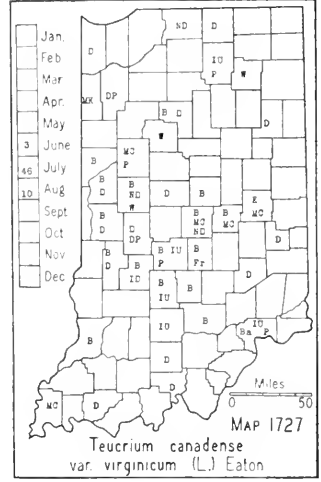 Jan.
Feb
Mar
Apr.
May
3 June
46 July
10 Aug
Sept
Oct
Nov
Dec
ND D
D
IU
P W
MK DP
B D
D
W
B
MC
P
B
D
B
ND
W
D B
E
MC
B
D
D
DP
B
MC
ND
B
MC
D
B
D
B
ID
B IU
P
B
Fr
D
B
IU
IU
B
IU
Ba P
B
D
D
MC D
Miles
0 50
MAP 1727
Teucrium canadense
var. virginicum (L.) Eaton